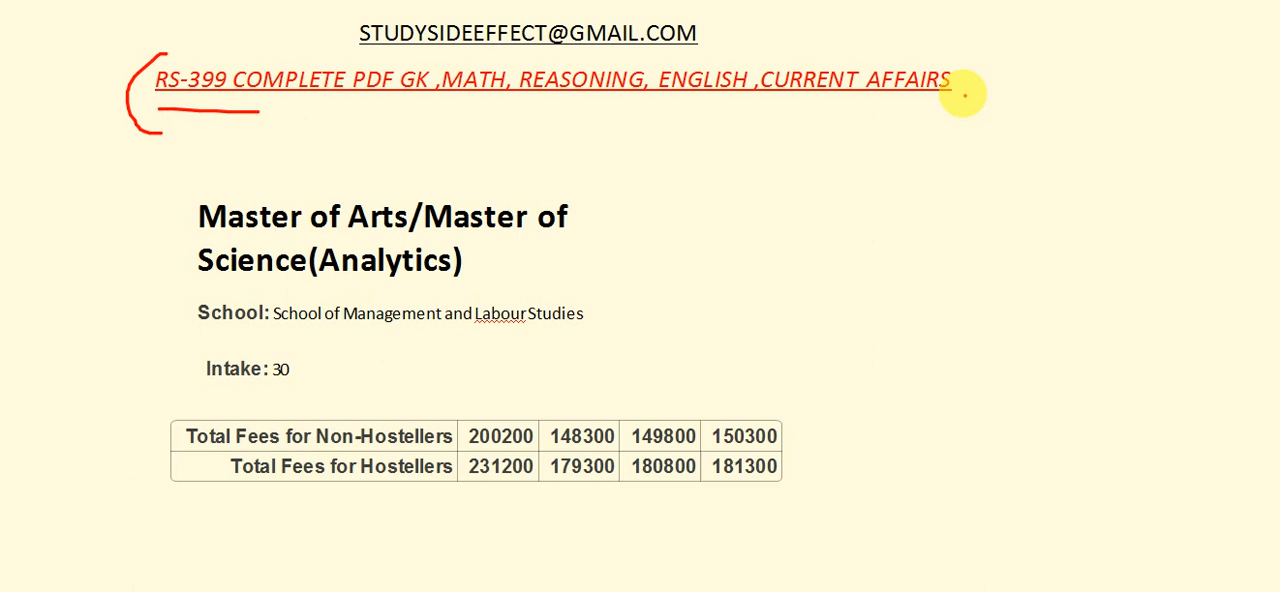 STUDYSIDEEFFECT@GMAIL.COM
RS-399 COMPLETE PDF GK ,MATH, REASONING, ENGLISH ,CURRENT AFFAIRS
Master of Arts/Master of
Science(Analytics)
School: School of Management and Labour Studies
Intake: 30
Total Fees for Non-Hostellers 200200 148300 149800 150300
Total Fees for Hostellers 231200 179300 180800 181300